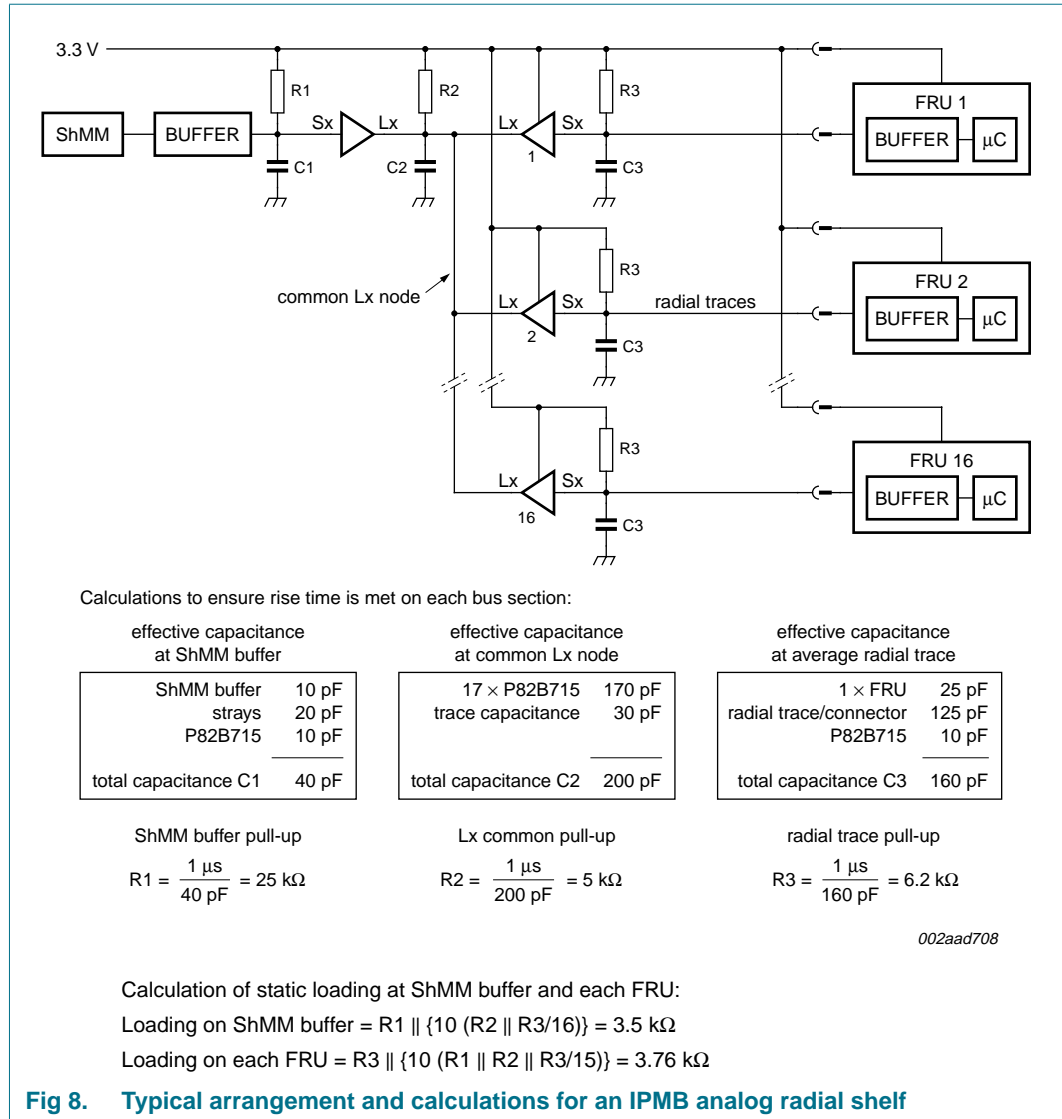 3.3 V
R1
R2
R3
ShMM
BUFFER
Sx
Lx
Lx
Sx
1
C1
C2
C3
FRU 1
BUFFER
μC
common Lx node
R3
Lx
Sx
2
C3
radial traces
FRU 2
BUFFER
μC
R3
Lx
Sx
16
C3
FRU 16
BUFFER
μC
Calculations to ensure rise time is met on each bus section:
effective capacitance
at ShMM buffer
ShMM buffer 10 pF
strays 20 pF
P82B715 10 pF
total capacitance C1 40 pF
ShMM buffer pull-up
R1 = 1 μs / 40 pF = 25 kΩ
effective capacitance
at common Lx node
17 × P82B715 170 pF
trace capacitance 30 pF
total capacitance C2 200 pF
Lx common pull-up
R2 = 1 μs / 200 pF = 5 kΩ
effective capacitance
at average radial trace
1 × FRU 25 pF
radial trace/connector 125 pF
P82B715 10 pF
total capacitance C3 160 pF
radial trace pull-up
R3 = 1 μs / 160 pF = 6.2 kΩ
002aad708
Calculation of static loading at ShMM buffer and each FRU:
Loading on ShMM buffer = R1 || {10 (R2 || R3/16)} = 3.5 kΩ
Loading on each FRU = R3 || {10 (R1 || R2 || R3/15)} = 3.76 kΩ
Fig 8. Typical arrangement and calculations for an IPMB analog radial shelf